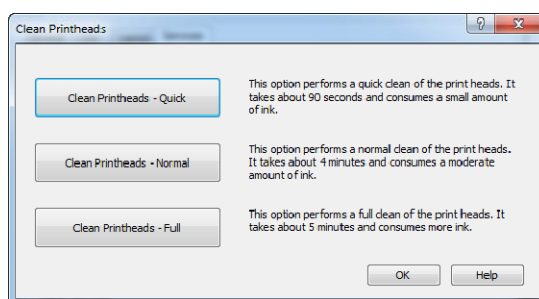 Clean Printheads
Clean Printheads - Quick
This option performs a quick clean of the print heads. It
takes about 90 seconds and consumes a small amount
of ink.
Clean Printheads - Normal
This option performs a normal clean of the print heads.
It takes about 4 minutes and consumes a moderate
amount of ink.
Clean Printheads - Full
This option performs a full clean of the print heads. It
takes about 5 minutes and consumes more ink.
OK
Help